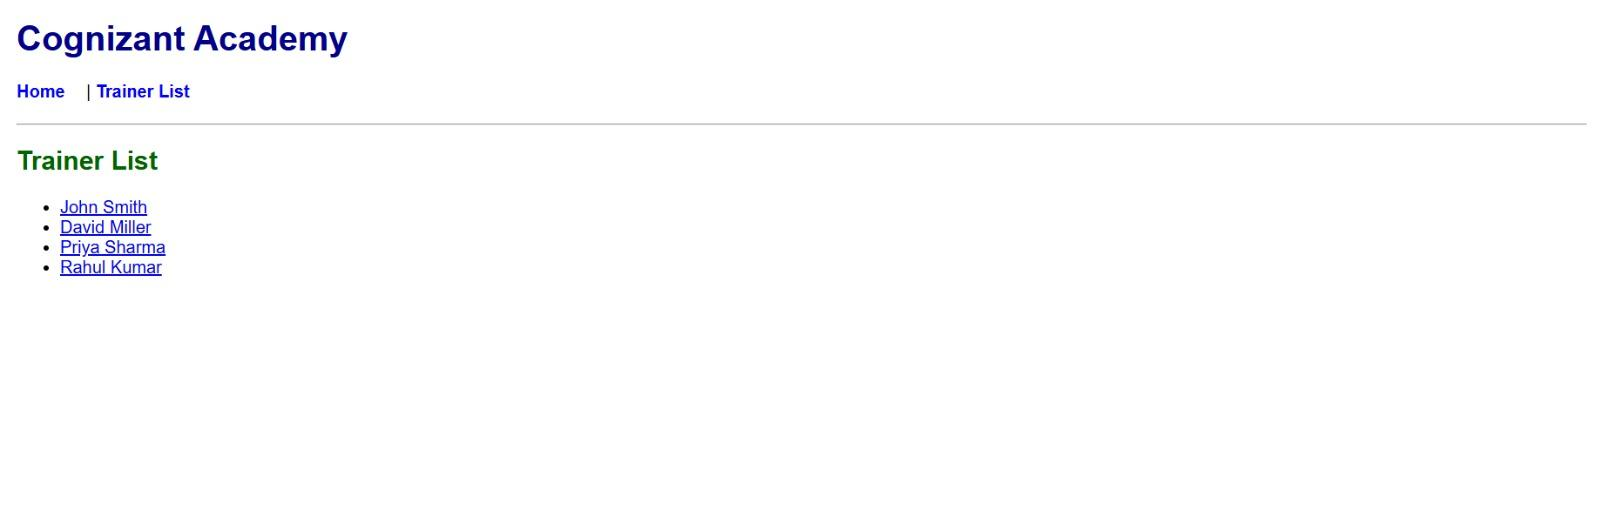 Cognizant Academy
Home | Trainer List
Trainer List
John Smith
David Miller
Priya Sharma
Rahul Kumar